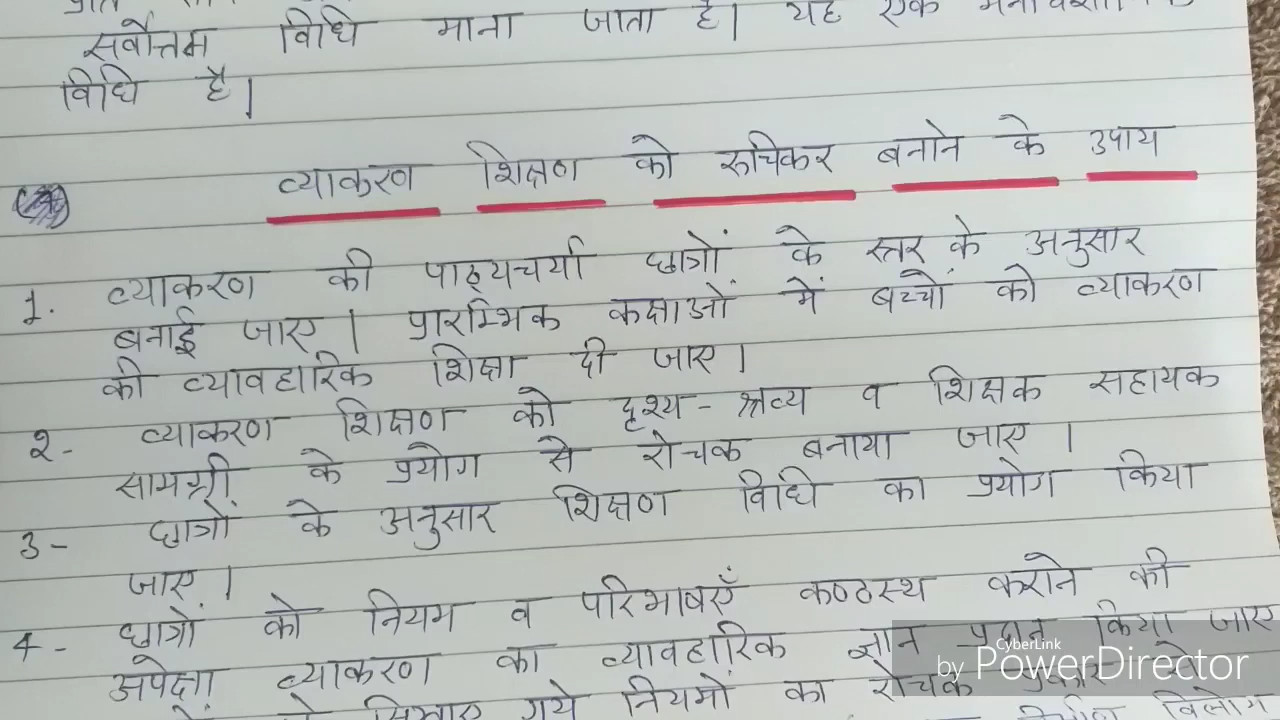 सर्वोत्तम विधि माना जाता है। यह एक
विधि है।
व्याकरण शिक्षण को रुचिकर बनाने के उपाय
1. व्याकरण की पाठ्यचर्या छात्रों के स्तर के अनुसार
बनाई जाए। प्रारम्भिक कक्षाओं में बच्चों को व्याकरण
की व्यावहारिक शिक्षा दी जाए।
2- व्याकरण शिक्षण को दृश्य-श्रव्य व शिक्षक सहायक
सामग्री के प्रयोग से रोचक बनाया जाए।
3- छात्रों के अनुसार शिक्षण विधि का प्रयोग किया
जाए।
4- छात्रों को नियम व परिभाषाएँ कण्ठस्थ कराने की
अपेक्षा व्याकरण का व्यावहारिक ज्ञान प्रदान किया जाए
सिखाए गये नियमों का रोचक
CyberLink
by PowerDirector